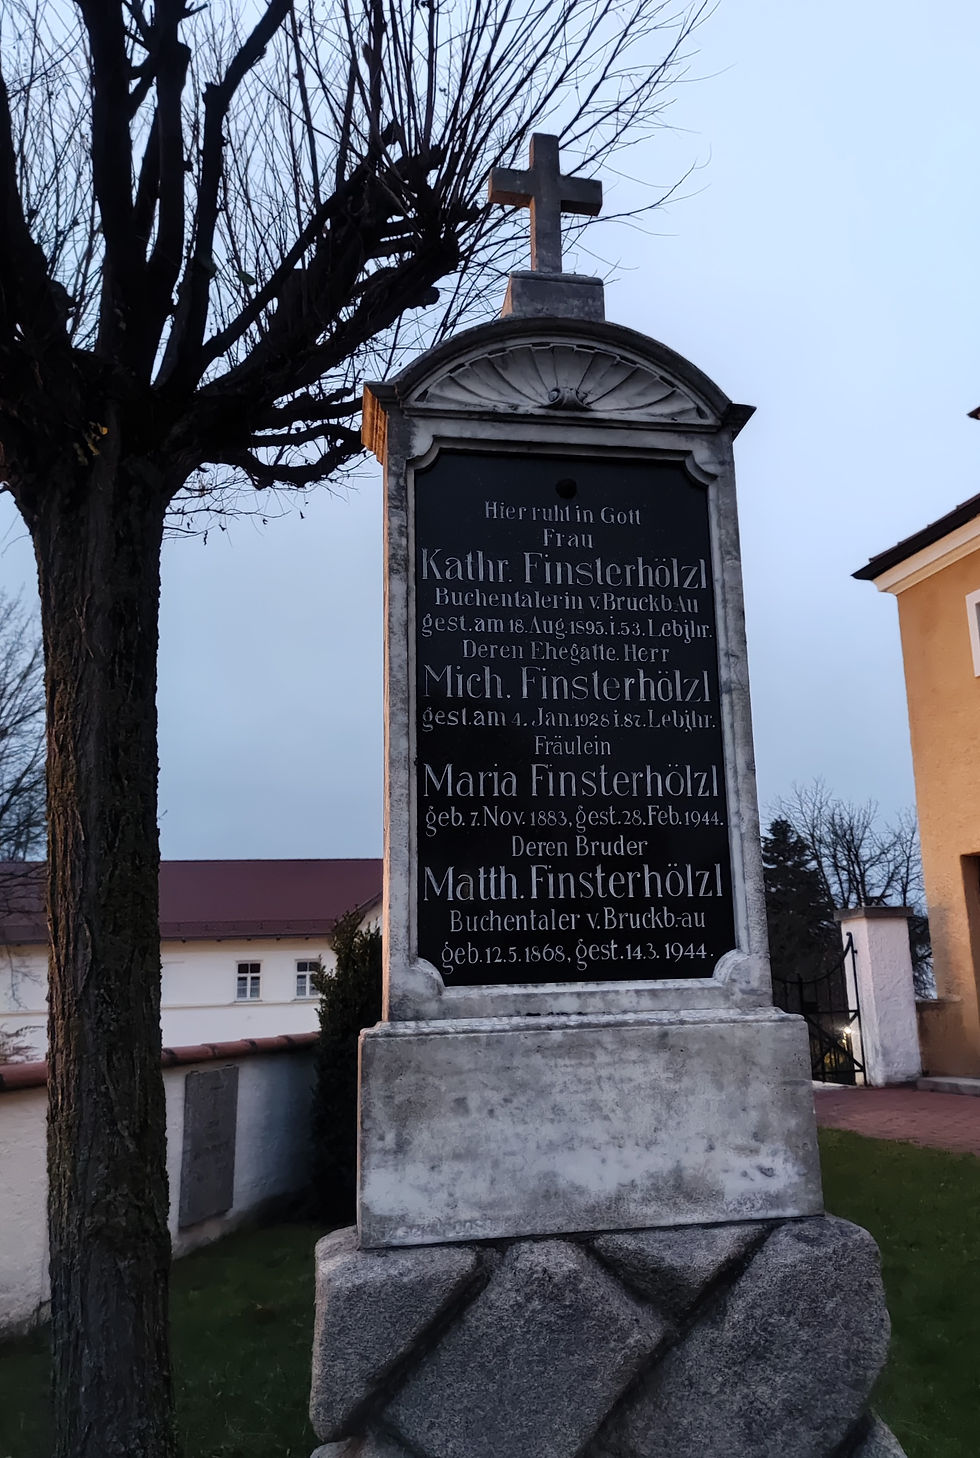 Hier ruht in Gott
Frau
Kathr. Finsterhölzl
Buchentalerin v.Bruckb.Au
gest.am 18.Aug.1895.i.53.Lebjhr.
Deren Ehegatte. Herr
Mich. Finsterhölzl
gest.am 4.Jan.1928 i.87.Lebjhr.
Fräulein
Maria Finsterhölzl
geb.7.Nov.1883,gest.28.Feb.1944.
Deren Bruder
Matth.Finsterhölzl
Buchentaler v.Bruckb.-au
geb.12.5.1868,gest.14.3.1944.